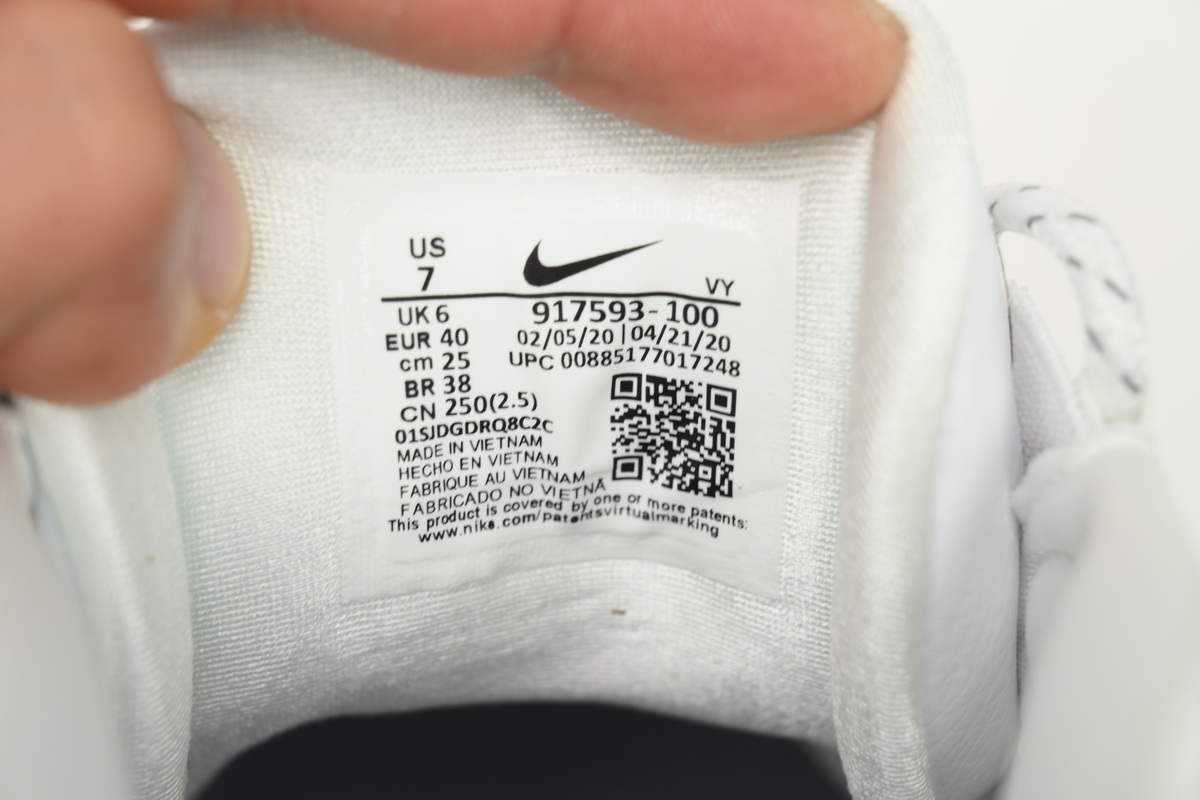 US
7
VY
UK 6
EUR 40
cm 25
BR 38
CN 250(2.5)
917593-100
02/05/20 | 04/21/20
UPC 00885177017248
01SJDGDRQ8C2C
MADE IN VIETNAM
HECHO EN VIETNAM
FABRIQUE AU VIETNAM
FABRICADO NO VIETNÃ
This product is covered by one or more patents:
www.nike.com/patentsvirtualmarking